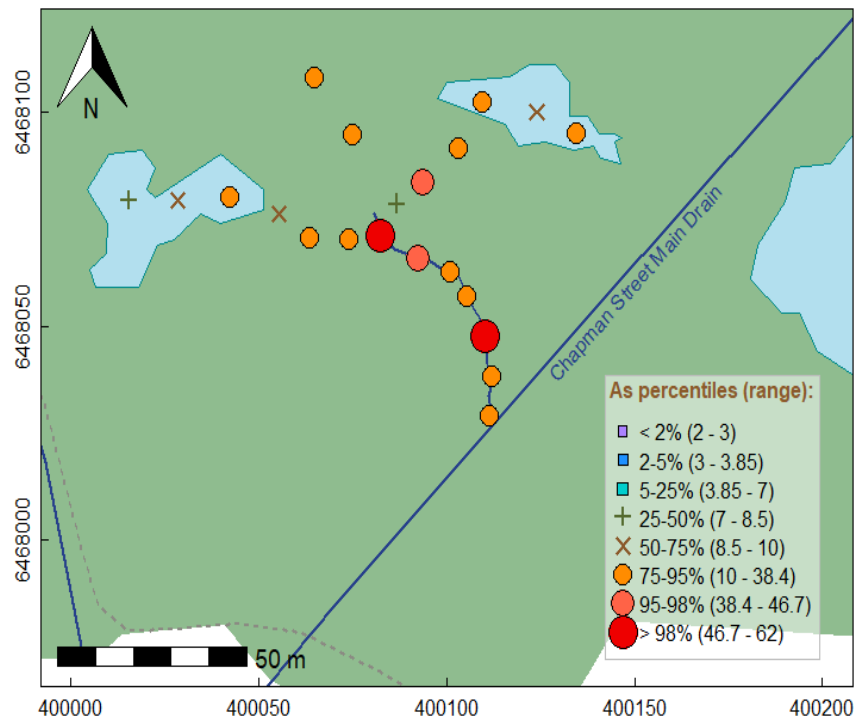 N
6468100
6468050
6468000
Chapman Street Main Drain
As percentiles (range):
< 2% (2 - 3)
2-5% (3 - 3.85)
5-25% (3.85 - 7)
25-50% (7 - 8.5)
50-75% (8.5 - 10)
75-95% (10 - 38.4)
95-98% (38.4 - 46.7)
> 98% (46.7 - 62)
50 m
400000
400050
400100
400150
400200